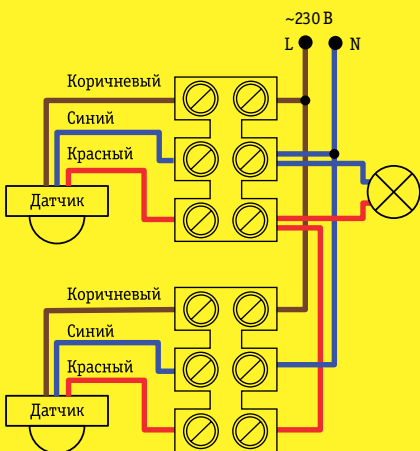 ~230 В
L N
Коричневый
Синий
Красный
Датчик
Коричневый
Синий
Красный
Датчик